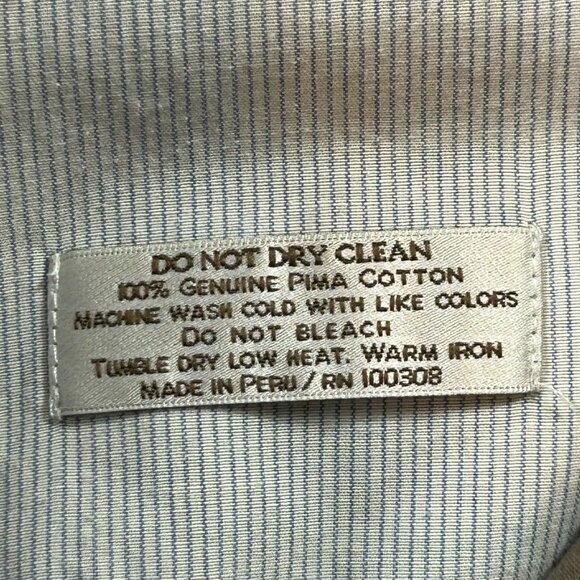 DO NOT DRY CLEAN
100% GENUINE PIMA COTTON
MACHINE WASH COLD WITH LIKE COLORS
DO NOT BLEACH
TUMBLE DRY LOW HEAT. WARM IRON
MADE IN PERU / RN 100308